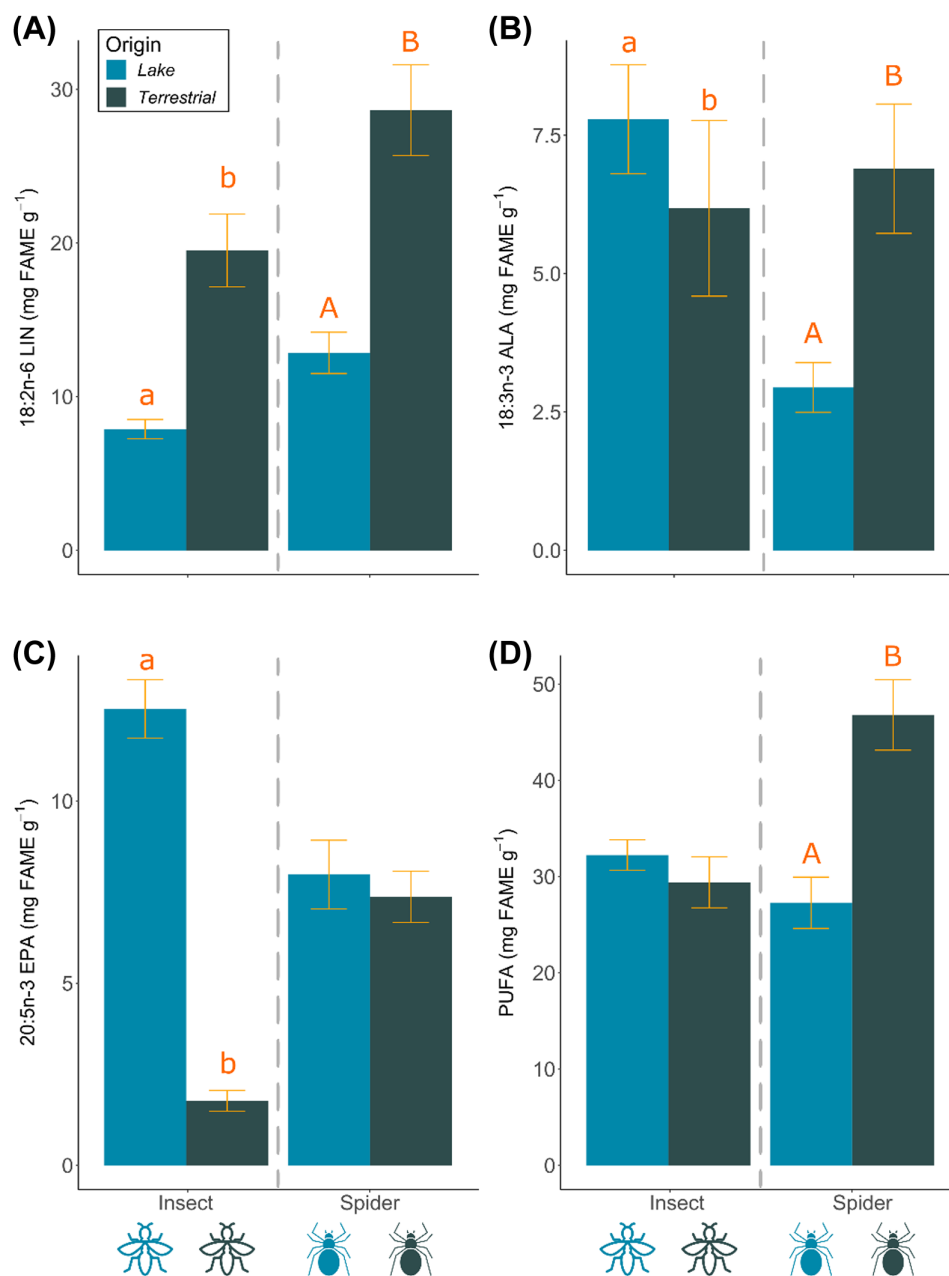 (A)
Origin
Lake
Terrestrial
18:2n-6 LIN (mg FAME g⁻¹)
30
20
10
0
a
b
A
B
(B)
18:3n-3 ALA (mg FAME g⁻¹)
7.5
5.0
2.5
0.0
a
b
A
B
(C)
20:5n-3 EPA (mg FAME g⁻¹)
10
5
0
a
b
Insect
Spider
(D)
PUFA (mg FAME g⁻¹)
50
40
30
20
10
0
A
B
Insect
Spider